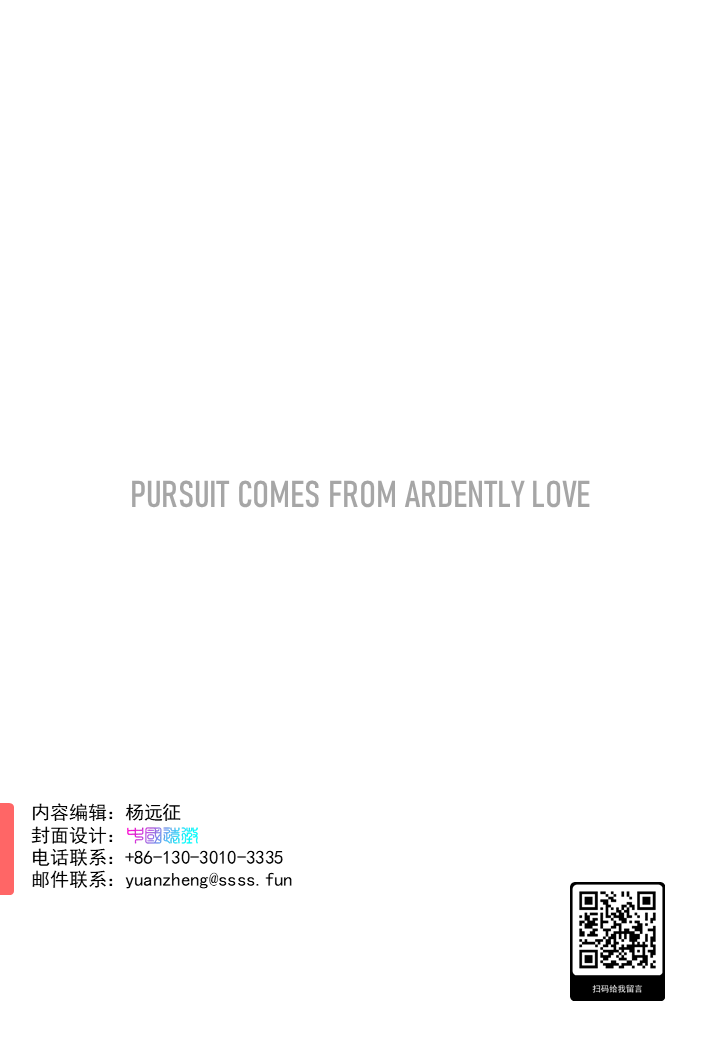 PURSUIT COMES FROM ARDENTLY LOVE
内容编辑：杨远征
封面设计：
电话联系：+86-130-3010-3335
邮件联系：yuanzheng@ssss.fun
扫码给我留言